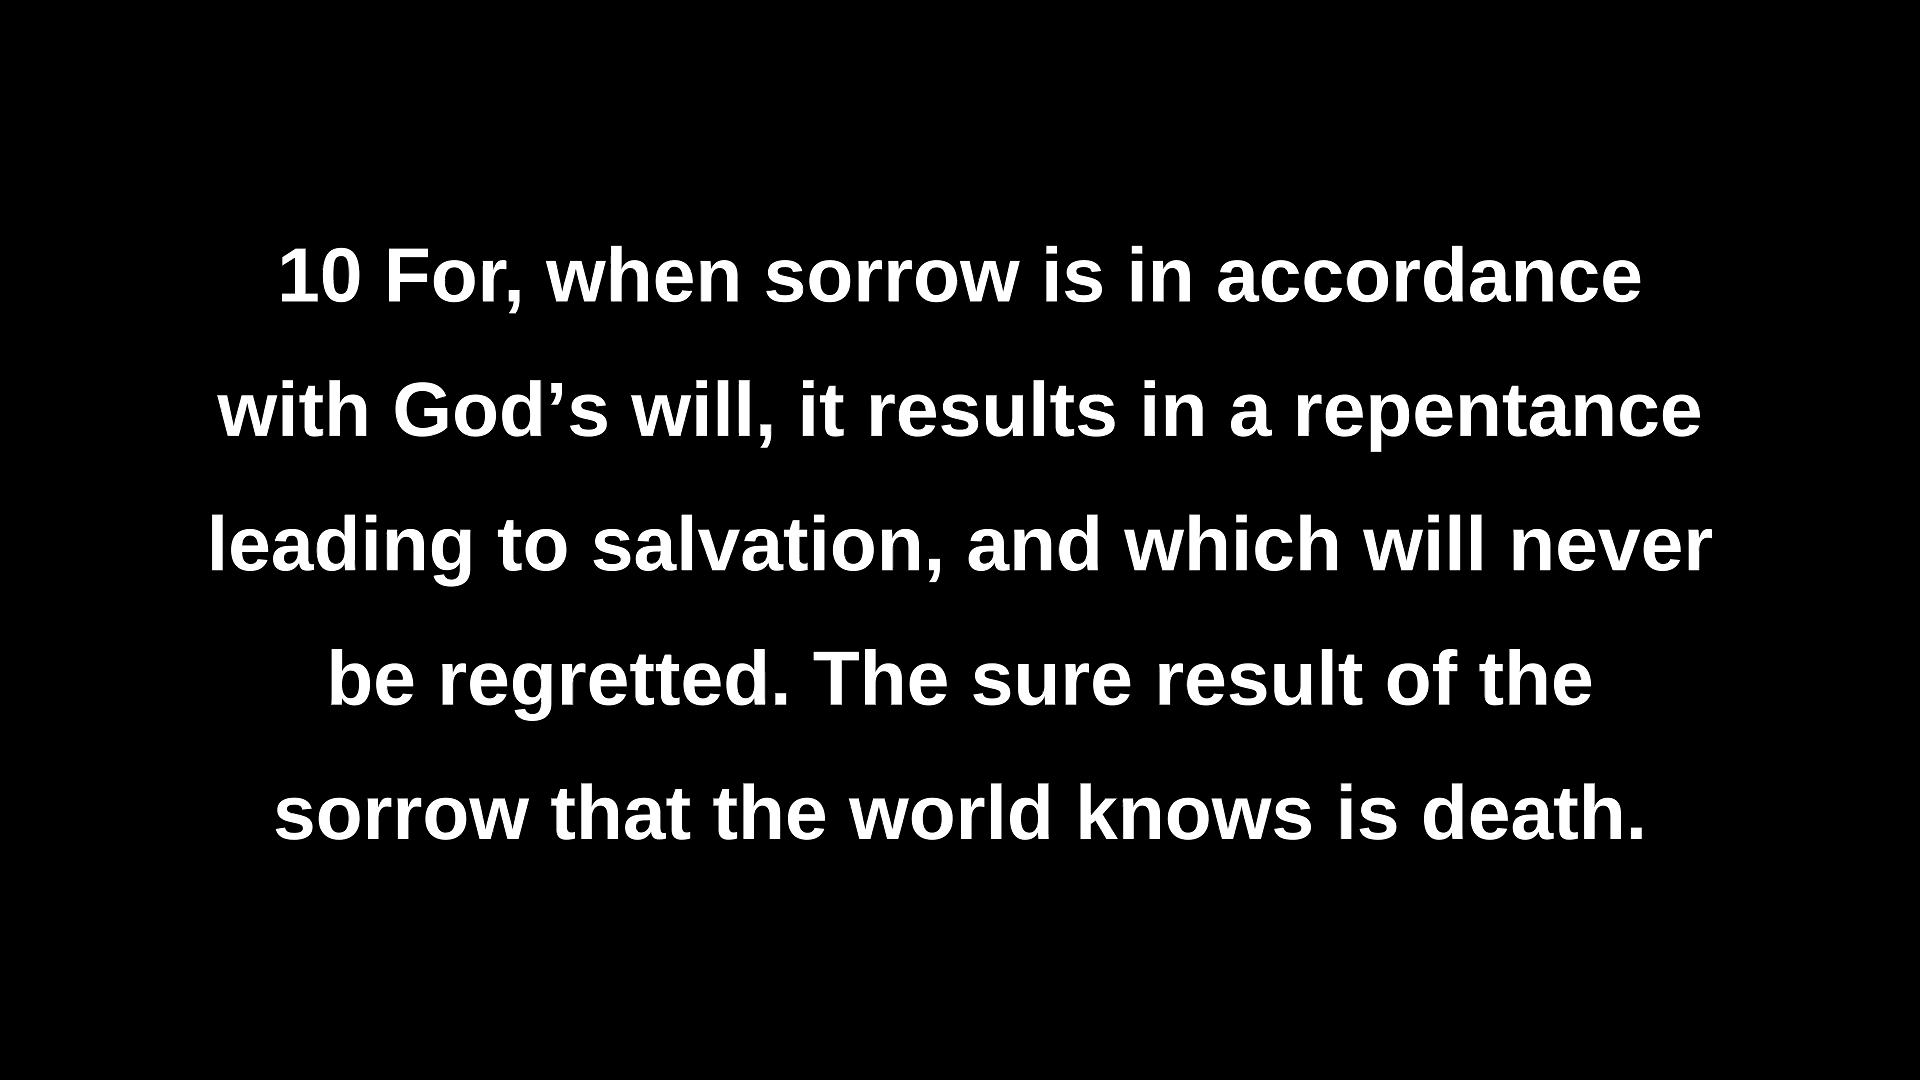 10 For, when sorrow is in accordance
with God’s will, it results in a repentance
leading to salvation, and which will never
be regretted. The sure result of the
sorrow that the world knows is death.